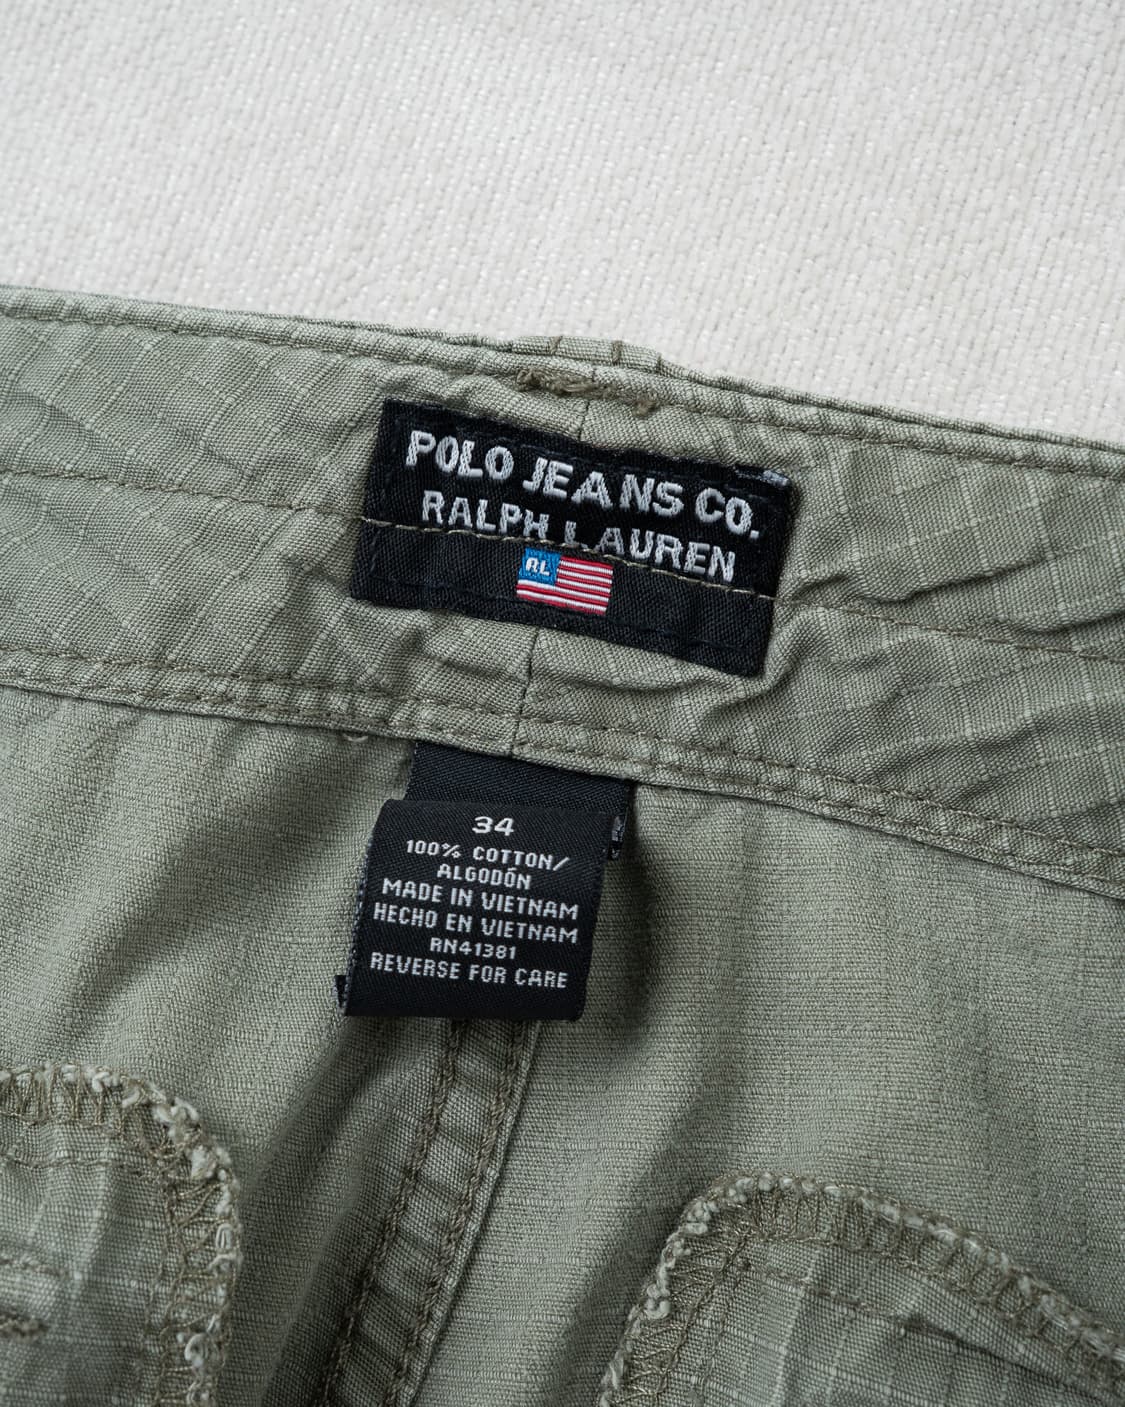 POLO JEANS CO.
RALPH LAUREN
RL
34
100% COTTON/
ALGODÓN
MADE IN VIETNAM
HECHO EN VIETNAM
RN41381
REVERSE FOR CARE